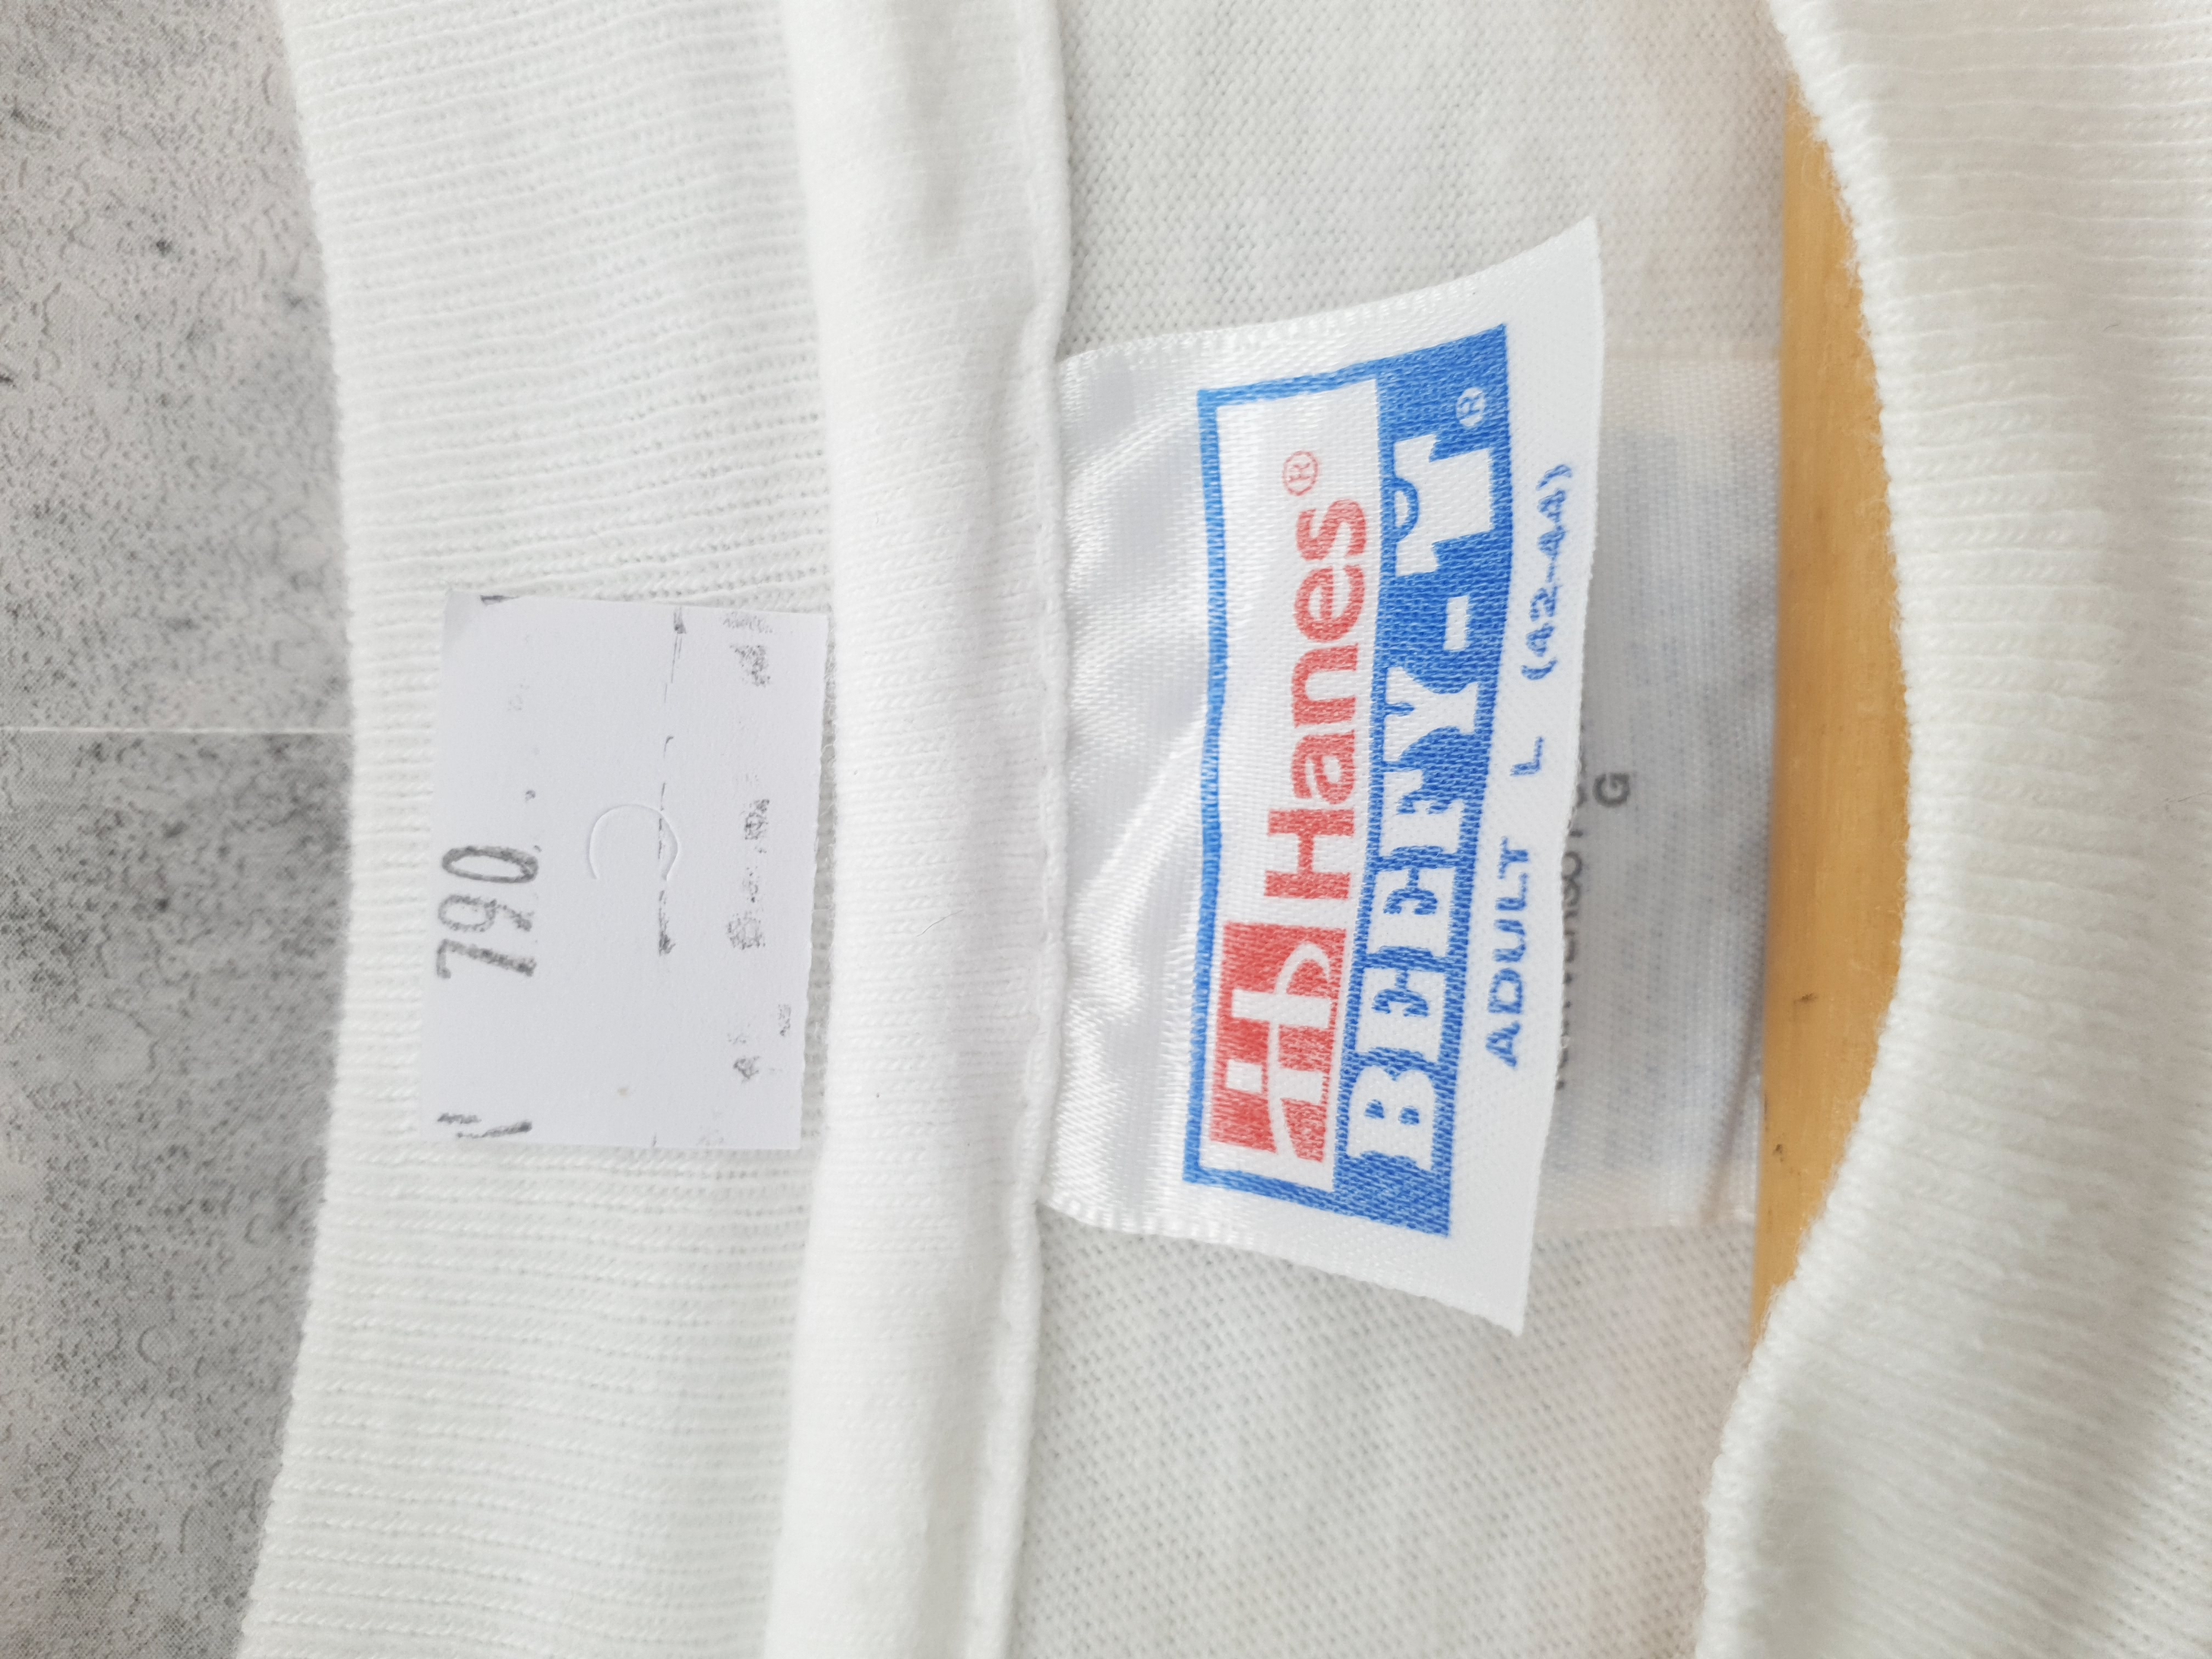 790
Hanes®
BEEFY-T®
ADULT L (42-44)
G